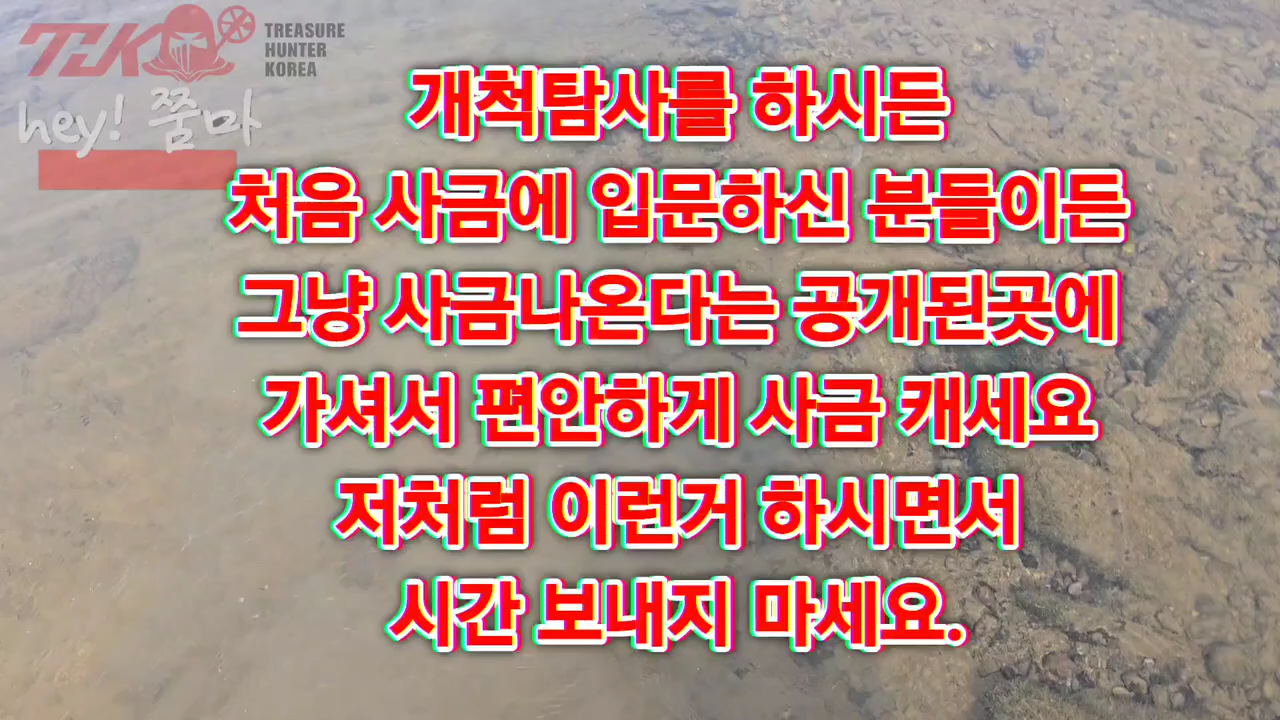 THK
TREASURE
HUNTER
KOREA
hey! 쭘마
개척탐사를 하시든
처음 사금에 입문하신 분들이든
그냥 사금나온다는 공개된곳에
가셔서 편안하게 사금 캐세요
저처럼 이런거 하시면서
시간 보내지 마세요.